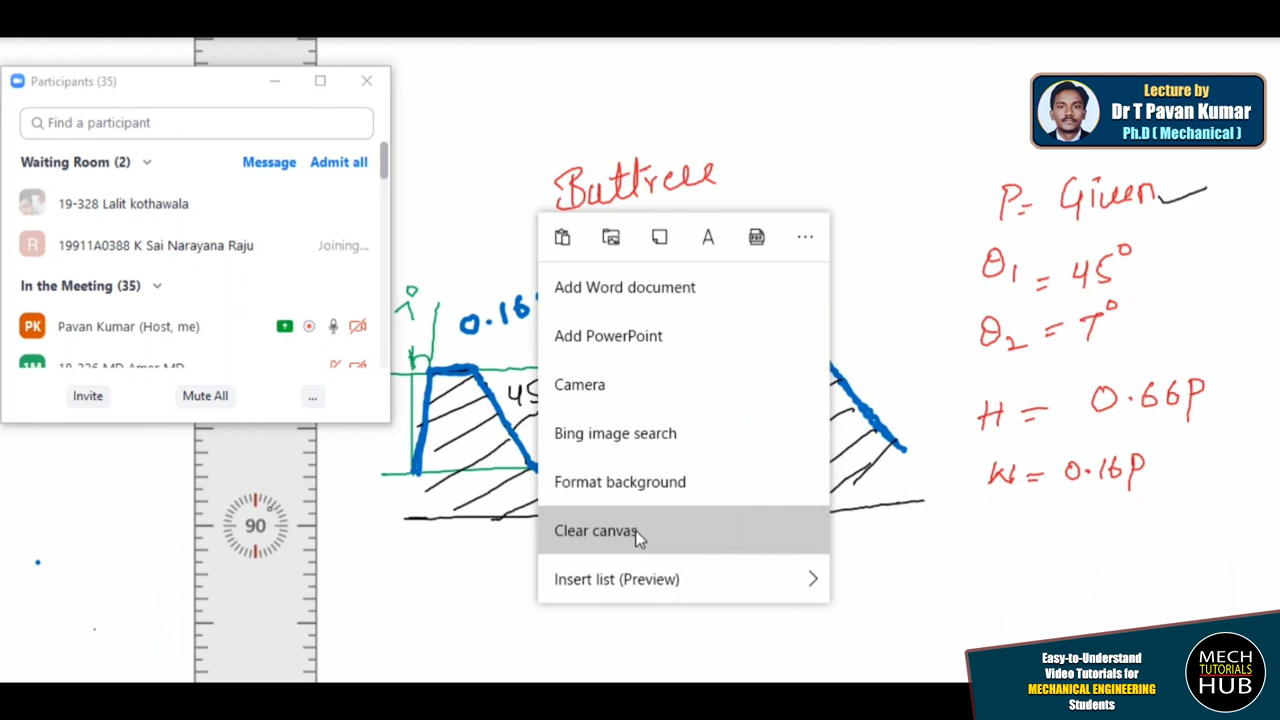 Participants (35)
Find a participant
Waiting Room (2)
Message
Admit all
19-328 Lalit kothawala
R
19911A0388 K Sai Narayana Raju
Joining...
In the Meeting (35)
PK
Pavan Kumar (Host, me)
Invite
Mute All
...
Lecture by
Dr T Pavan Kumar
Ph.D ( Mechanical )
Buttress
P = Given
θ1 = 45°
θ2 = 7°
H = 0.66P
W = 0.16P
0.16
45
90
Add Word document
Add PowerPoint
Camera
Bing image search
Format background
Clear canvas
Insert list (Preview)
Easy-to-Understand
Video Tutorials for
MECHANICAL ENGINEERING
Students
MECH
TUTORIALS
HUB